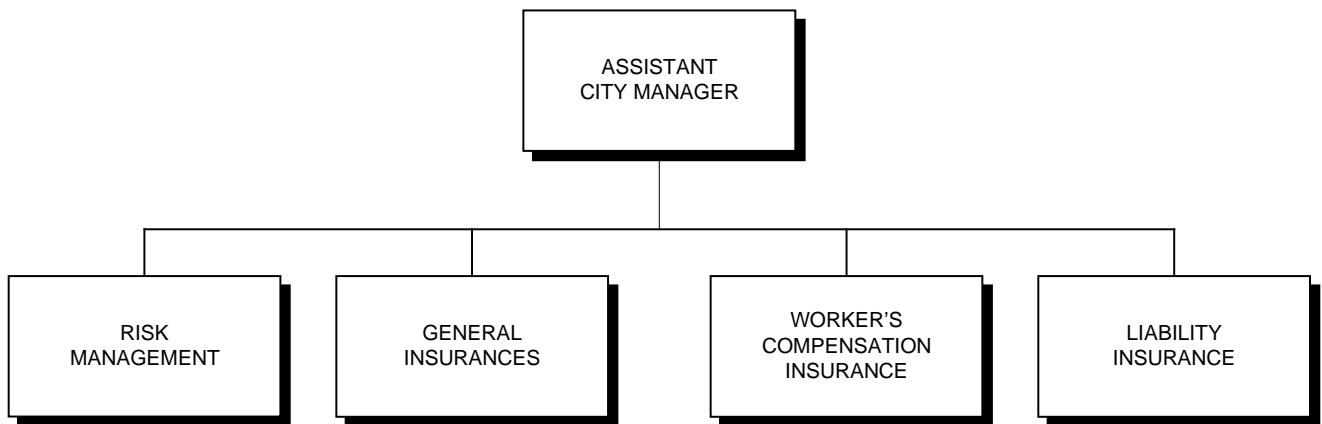 ASSISTANT
CITY MANAGER
RISK
MANAGEMENT
GENERAL
INSURANCES
WORKER’S
COMPENSATION
INSURANCE
LIABILITY
INSURANCE